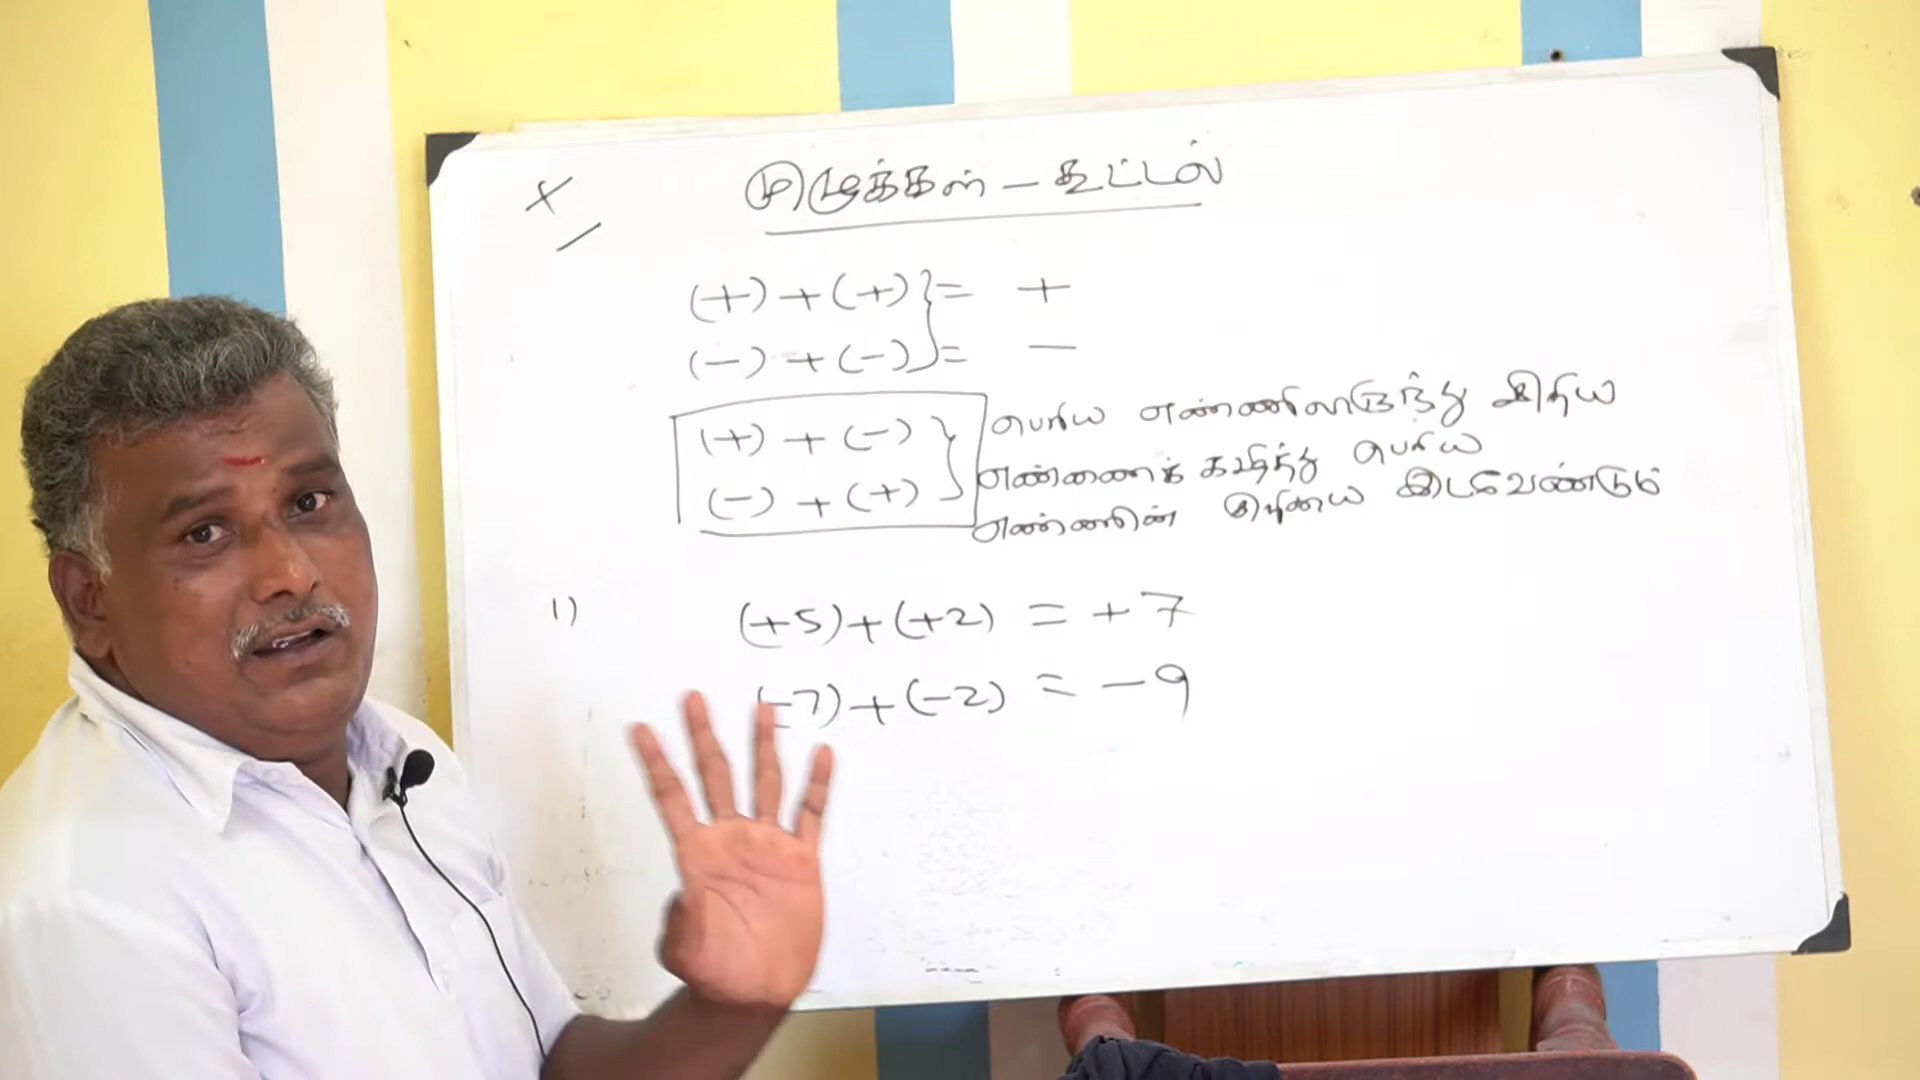 முழுக்கள் – கூட்டல்
+
–
(+) + (+) } = +
(–) + (–) } = –
(+) + (–) } பெரிய எண்ணிலிருந்து சிறிய
(–) + (+) எண்ணைக் கழித்து பெரிய
எண்ணின் குறியை இடவேண்டும்
1) (+5)+(+2) = +7
(–7)+(–2) = –9